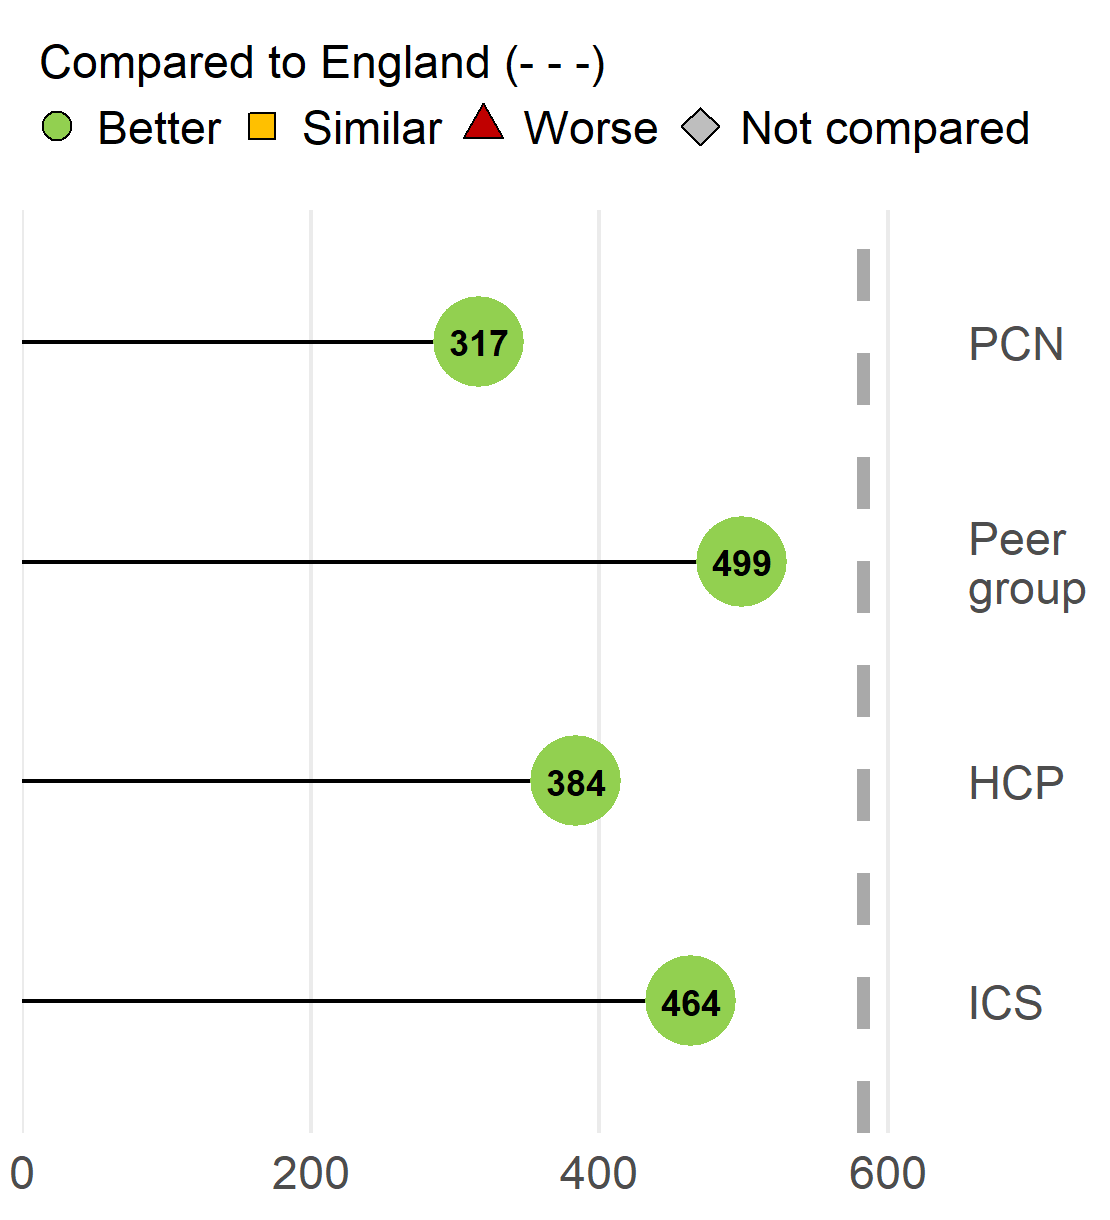 Compared to England (- - -)
Better Similar Worse Not compared
317 PCN
Peer
499
group
384 HCP
464 ICS
0 200 400 600